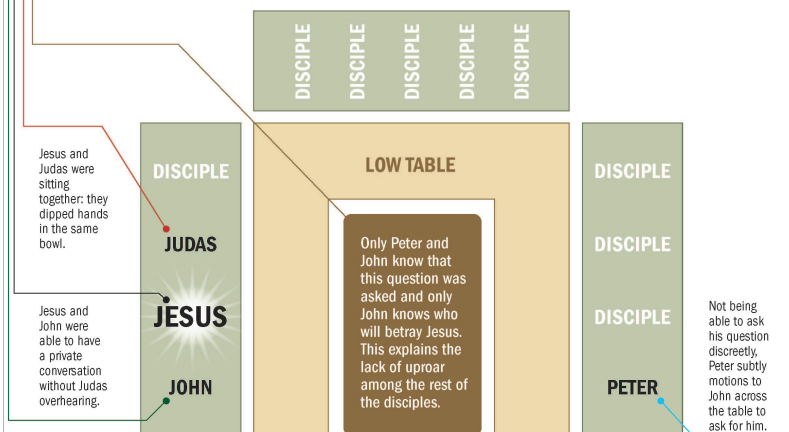 DISCIPLE
DISCIPLE
DISCIPLE
DISCIPLE
DISCIPLE
LOW TABLE
Jesus and
Judas were
sitting
together: they
dipped hands
in the same
bowl.
DISCIPLE
JUDAS
JESUS
JOHN
Jesus and
John were
able to have
a private
conversation
without Judas
overhearing.
Only Peter and
John know that
this question was
asked and only
John knows who
will betray Jesus.
This explains the
lack of uproar
among the rest of
the disciples.
DISCIPLE
DISCIPLE
DISCIPLE
PETER
Not being
able to ask
his question
discreetly,
Peter subtly
motions to
John across
the table to
ask for him.